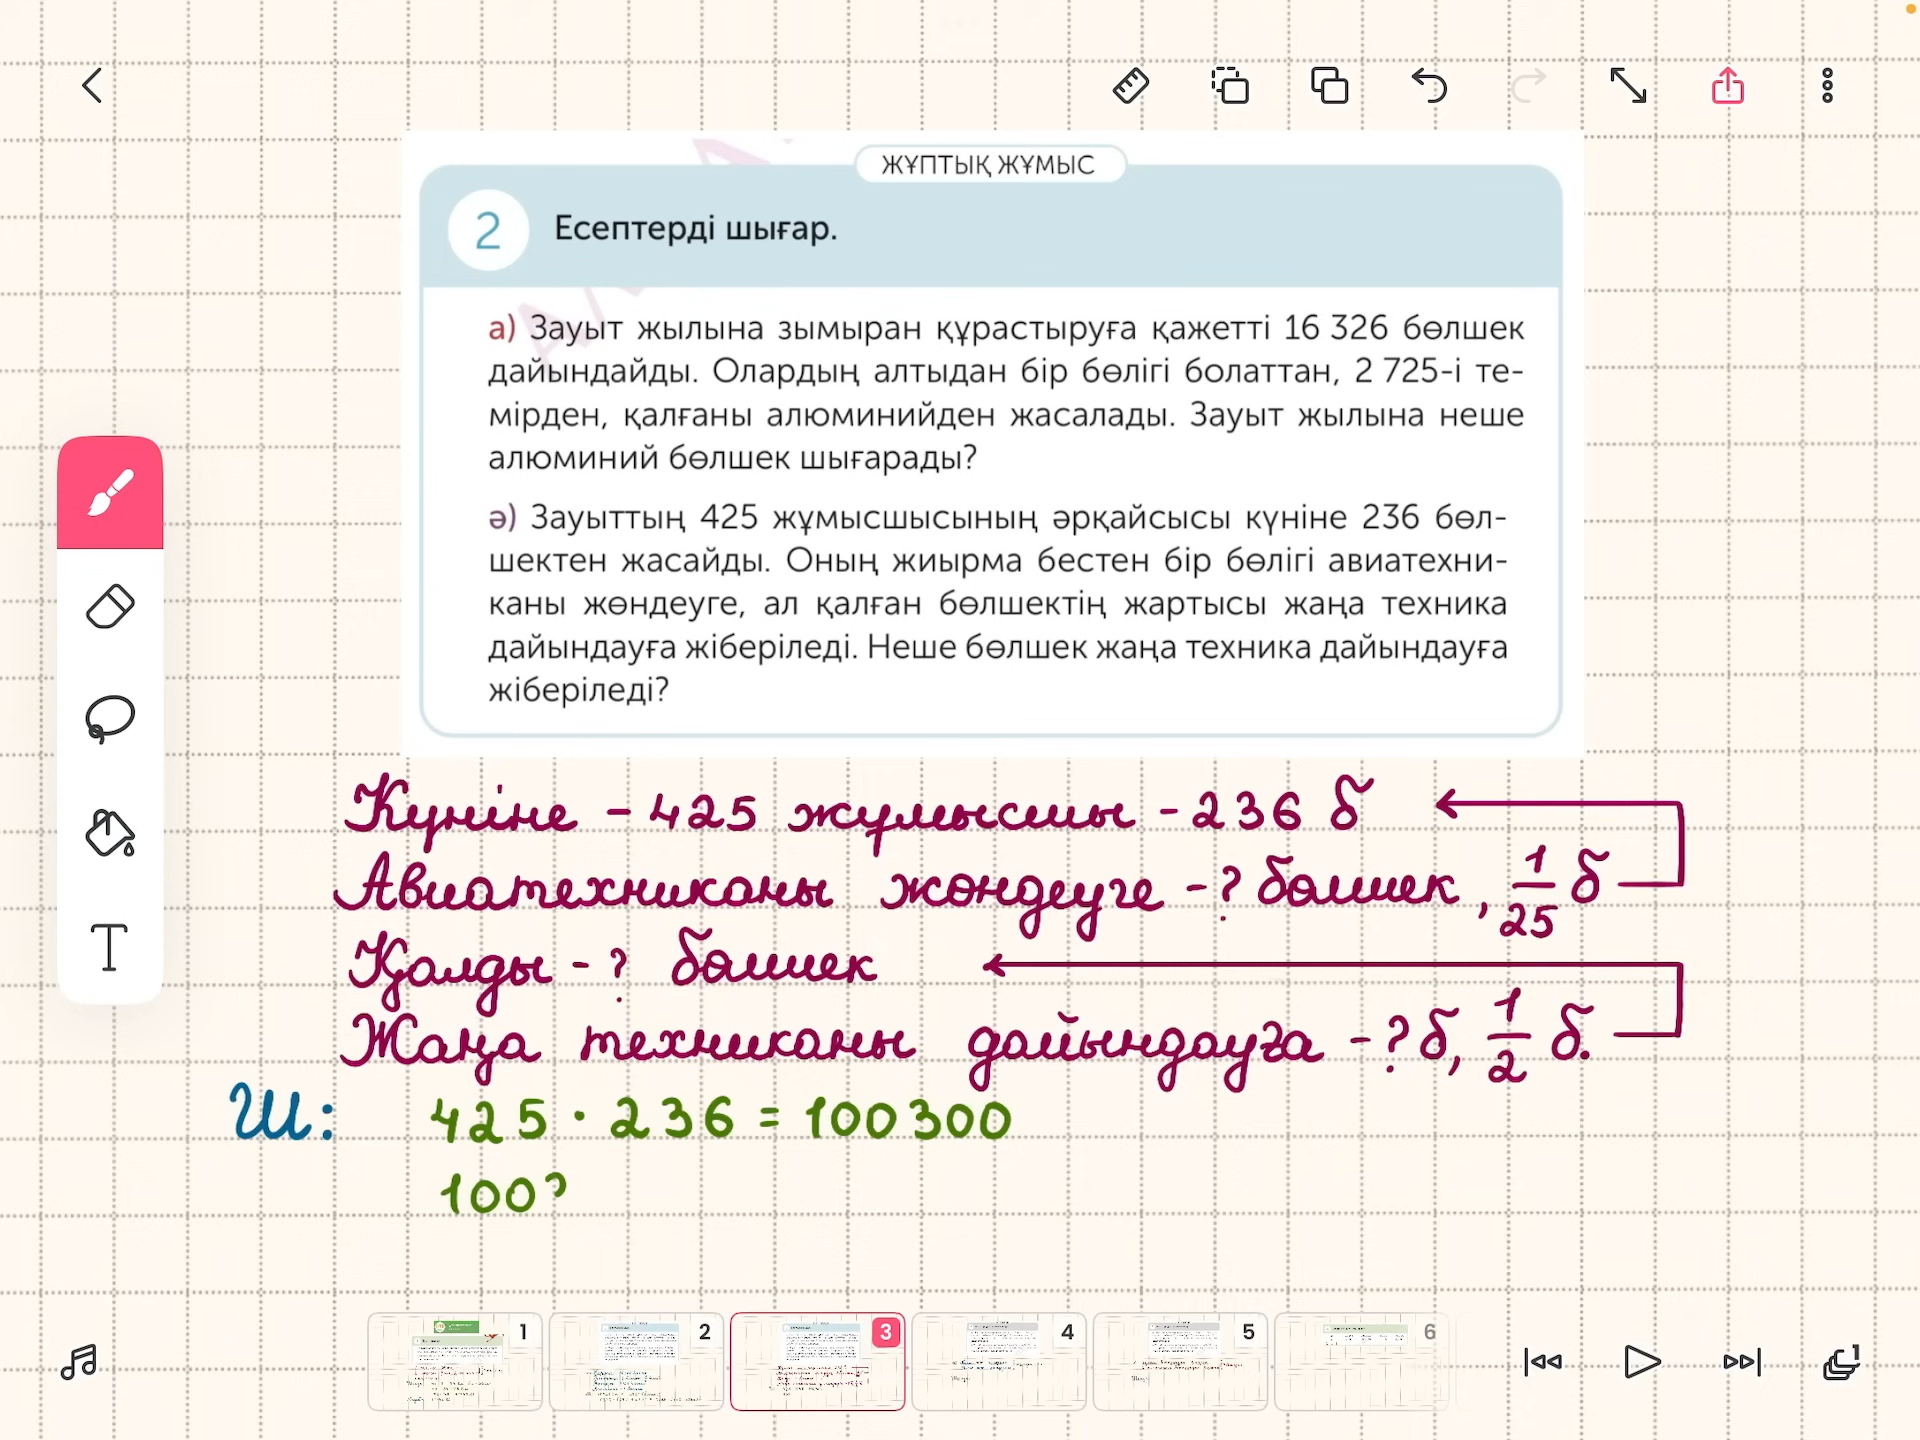 ЖҰПТЫҚ ЖҰМЫС
2 Есептерді шығар.
а) Зауыт жылына зымыран құрастыруға қажетті 16 326 бөлшек
дайындайды. Олардың алтыдан бір бөлігі болаттан, 2 725-і те-
мірден, қалғаны алюминийден жасалады. Зауыт жылына неше
алюминий бөлшек шығарады?
ә) Зауыттың 425 жұмысшысының әрқайсысы күніне 236 бөл-
шектен жасайды. Оның жиырма бестен бір бөлігі авиатехни-
каны жөндеуге, ал қалған бөлшектің жартысы жаңа техника
дайындауға жіберіледі. Неше бөлшек жаңа техника дайындауға
жіберіледі?
Күніне - 425 жұмысшы - 236 б
Авиатехниканы жөндеуге - ? бөлшек, 1/25 б
Қалды - ? бөлшек
Жаңа техниканы дайындауға - ? б, 1/2 б.
Ш: 425 · 236 = 100 300
100
T
1 2 3 4 5 6
1